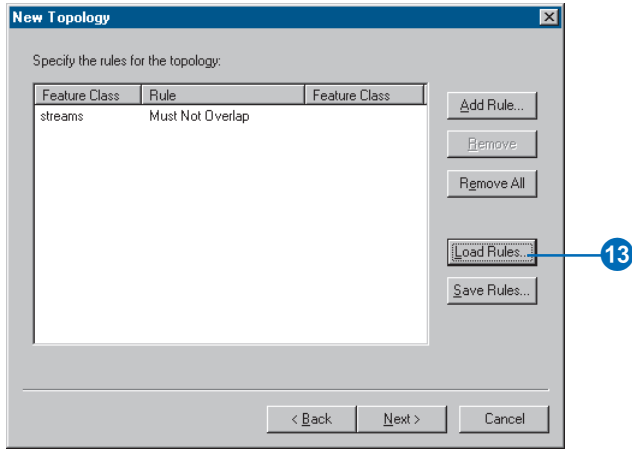 New Topology
Specify the rules for the topology:
Feature Class Rule Feature Class
streams Must Not Overlap
Add Rule...
Remove
Remove All
Load Rules...
13
Save Rules...
< Back Next > Cancel